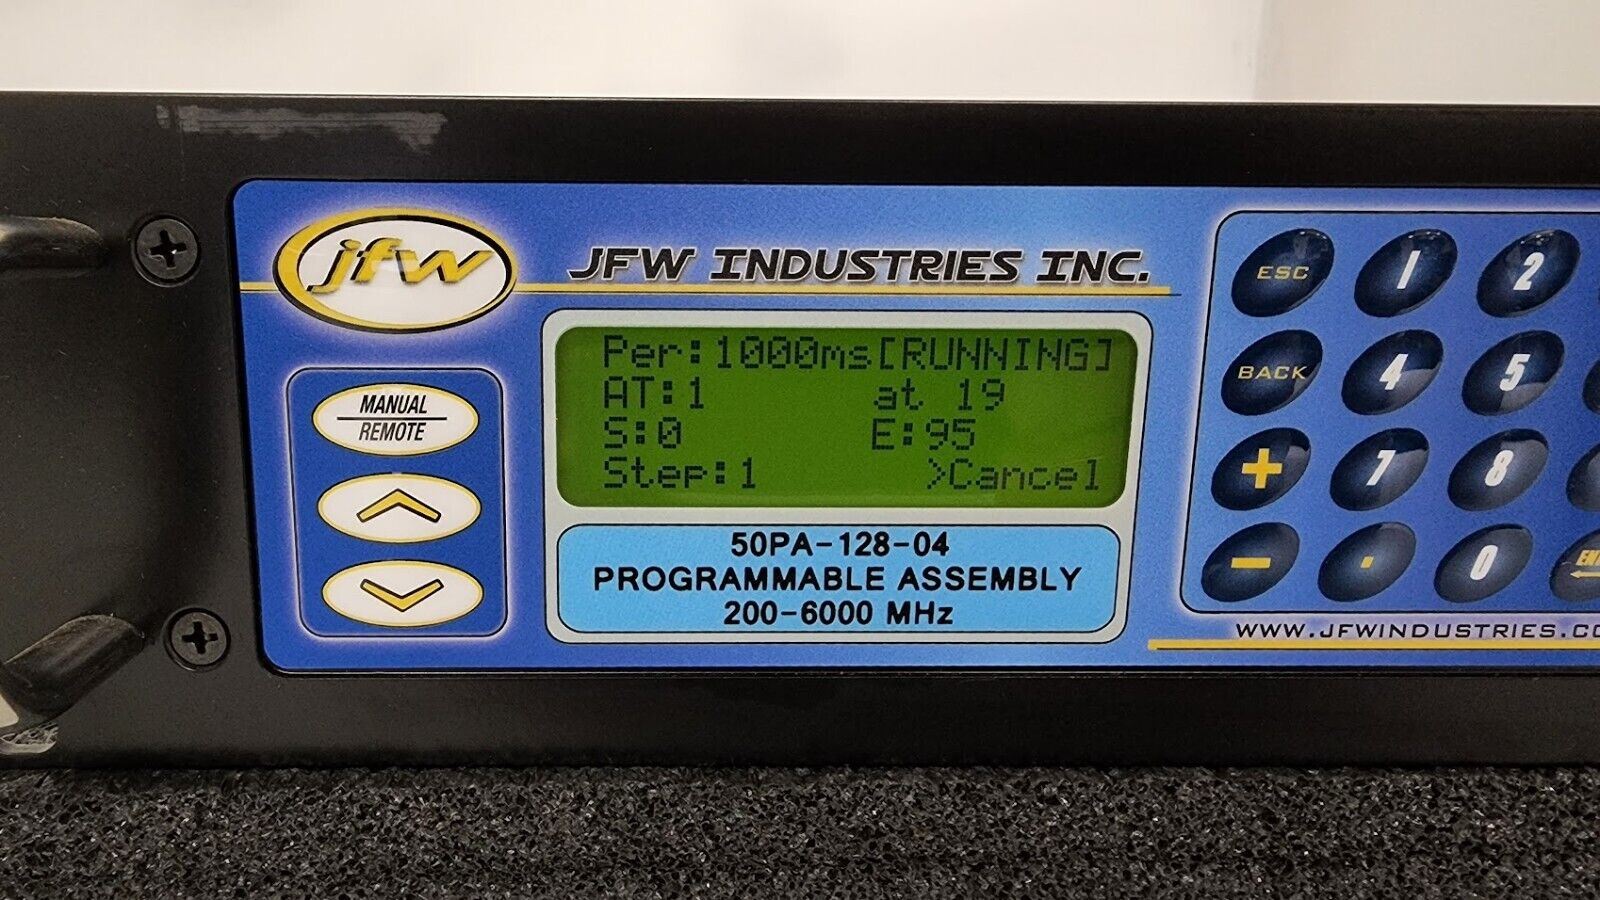 jfw
JFW INDUSTRIES INC.
MANUAL
REMOTE
Per:1000ms[RUNNING]
AT:1 at 19
S:0 E:95
Step:1 >Cancel
50PA-128-04
PROGRAMMABLE ASSEMBLY
200-6000 MHz
ESC 1 2
BACK 4 5
+ 7 8
- . 0
WWW.JFWINDUSTRIES.CO